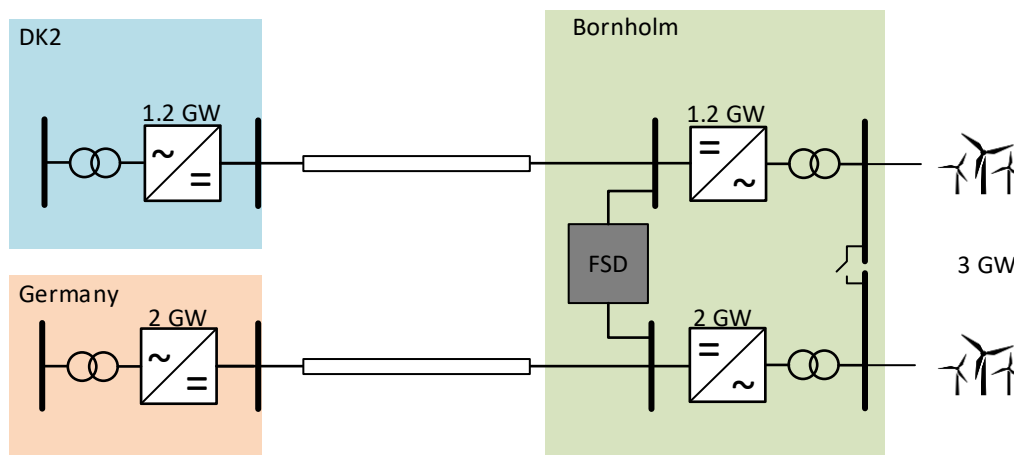 DK2
Bornholm
1.2 GW
1.2 GW
~
=
=
~
FSD
3 GW
Germany
2 GW
2 GW
~
=
=
~